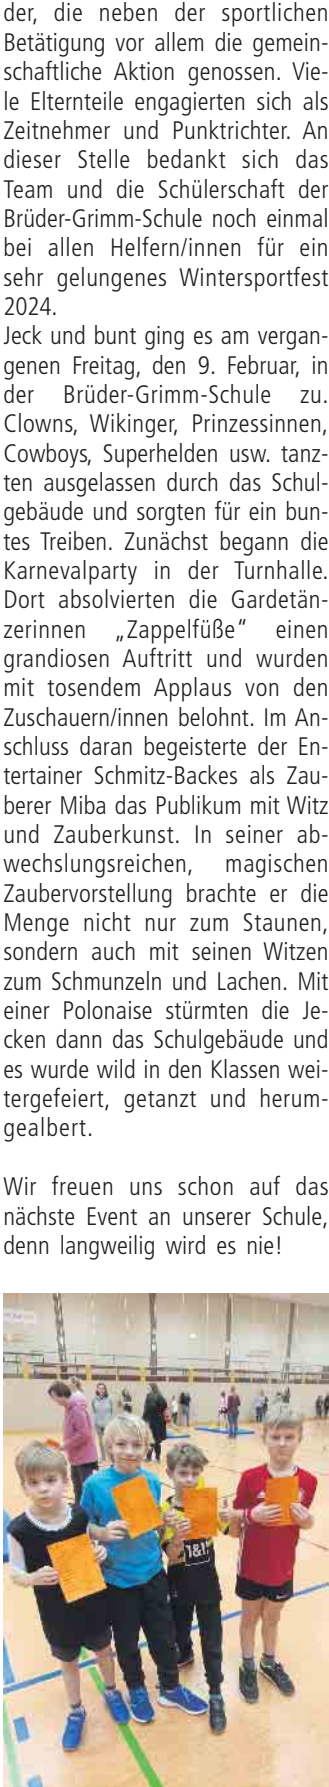 der, die neben der sportlichen
Betätigung vor allem die gemein-
schaftliche Aktion genossen. Vie-
le Elternteile engagierten sich als
Zeitnehmer und Punktrichter. An
dieser Stelle bedankt sich das
Team und die Schülerschaft der
Brüder-Grimm-Schule noch einmal
bei allen Helfern/innen für ein
sehr gelungenes Wintersportfest
2024.
Jeck und bunt ging es am vergan-
genen Freitag, den 9. Februar, in
der Brüder-Grimm-Schule zu.
Clowns, Wikinger, Prinzessinnen,
Cowboys, Superhelden usw. tanz-
ten ausgelassen durch das Schul-
gebäude und sorgten für ein bun-
tes Treiben. Zunächst begann die
Karnevalparty in der Turnhalle.
Dort absolvierten die Gardetän-
zerinnen „Zappelfüße“ einen
grandiosen Auftritt und wurden
mit tosendem Applaus von den
Zuschauern/innen belohnt. Im An-
schluss daran begeisterte der En-
tertainer Schmitz-Backes als Zau-
berer Miba das Publikum mit Witz
und Zauberkunst. In seiner ab-
wechslungsreichen, magischen
Zaubervorstellung brachte er die
Menge nicht nur zum Staunen,
sondern auch mit seinen Witzen
zum Schmunzeln und Lachen. Mit
einer Polonaise stürmten die Je-
cken dann das Schulgebäude und
es wurde wild in den Klassen wei-
tergefeiert, getanzt und herum-
gealbert.
Wir freuen uns schon auf das
nächste Event an unserer Schule,
denn langweilig wird es nie!
1&1